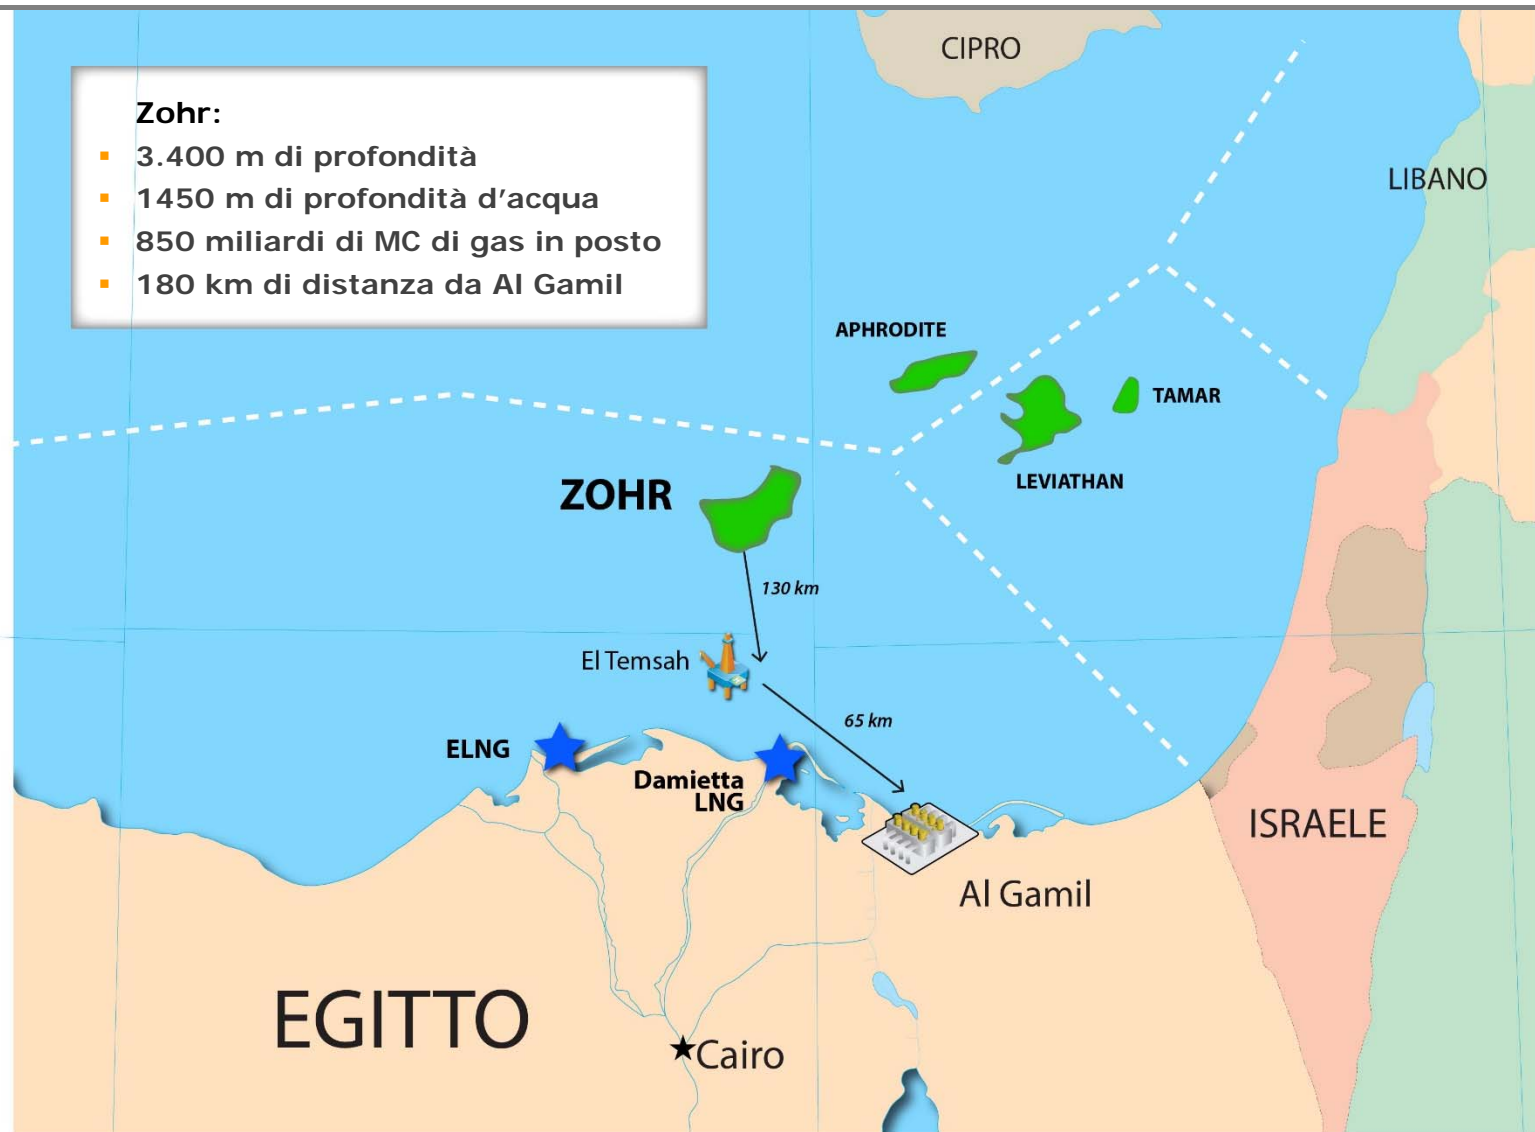 CIPRO
Zohr:
3.400 m di profondità
1450 m di profondità d'acqua
850 miliardi di MC di gas in posto
180 km di distanza da Al Gamil
LIBANO
APHRODITE
TAMAR
LEVIATHAN
ZOHR
130 km
El Temsah
65 km
ELNG
Damietta
LNG
ISRAELE
Al Gamil
EGITTO
Cairo